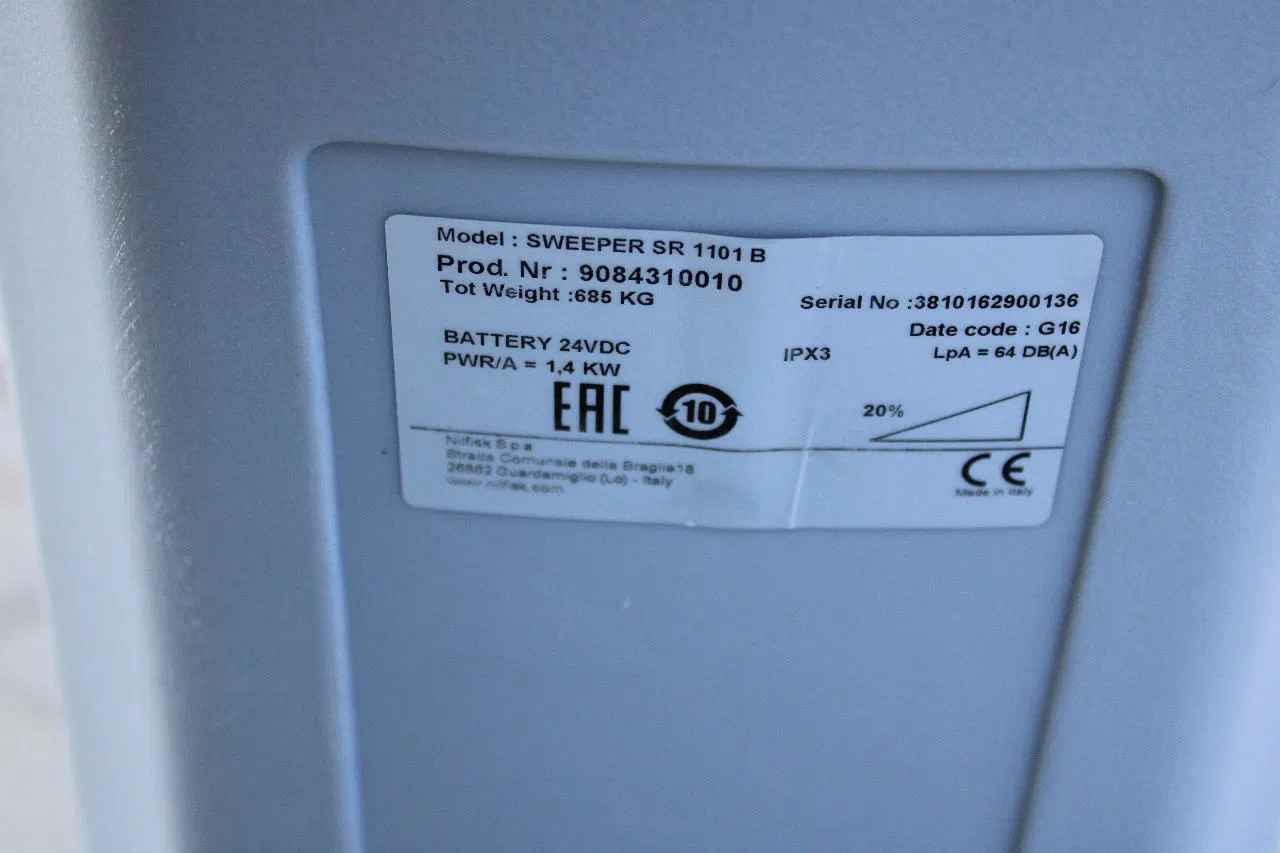 Model : SWEEPER SR 1101 B
Prod. Nr : 9084310010
Tot Weight :685 KG
Serial No :3810162900136
Date code : G16
BATTERY 24VDC
IPX3
LpA = 64 DB(A)
PWR/A = 1,4 KW
EAC
10
20%
Nilfisk S.p.a
Strada Comunale della Braglia18
26862 Guardamiglio (Lo) - Italy
www.nilfisk.com
CE
Made in Italy